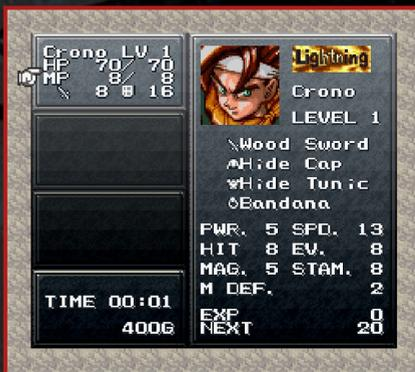 Crono LV 1
HP 70/ 70
MP 8/ 8
8 16
TIME 00:01
400G
Lightning
Crono
LEVEL 1
Wood Sword
Hide Cap
Hide Tunic
Bandana
PWR. 5 SPD. 13
HIT 8 EV. 8
MAG. 5 STAM. 8
M DEF. 2
EXP 0
NEXT 20